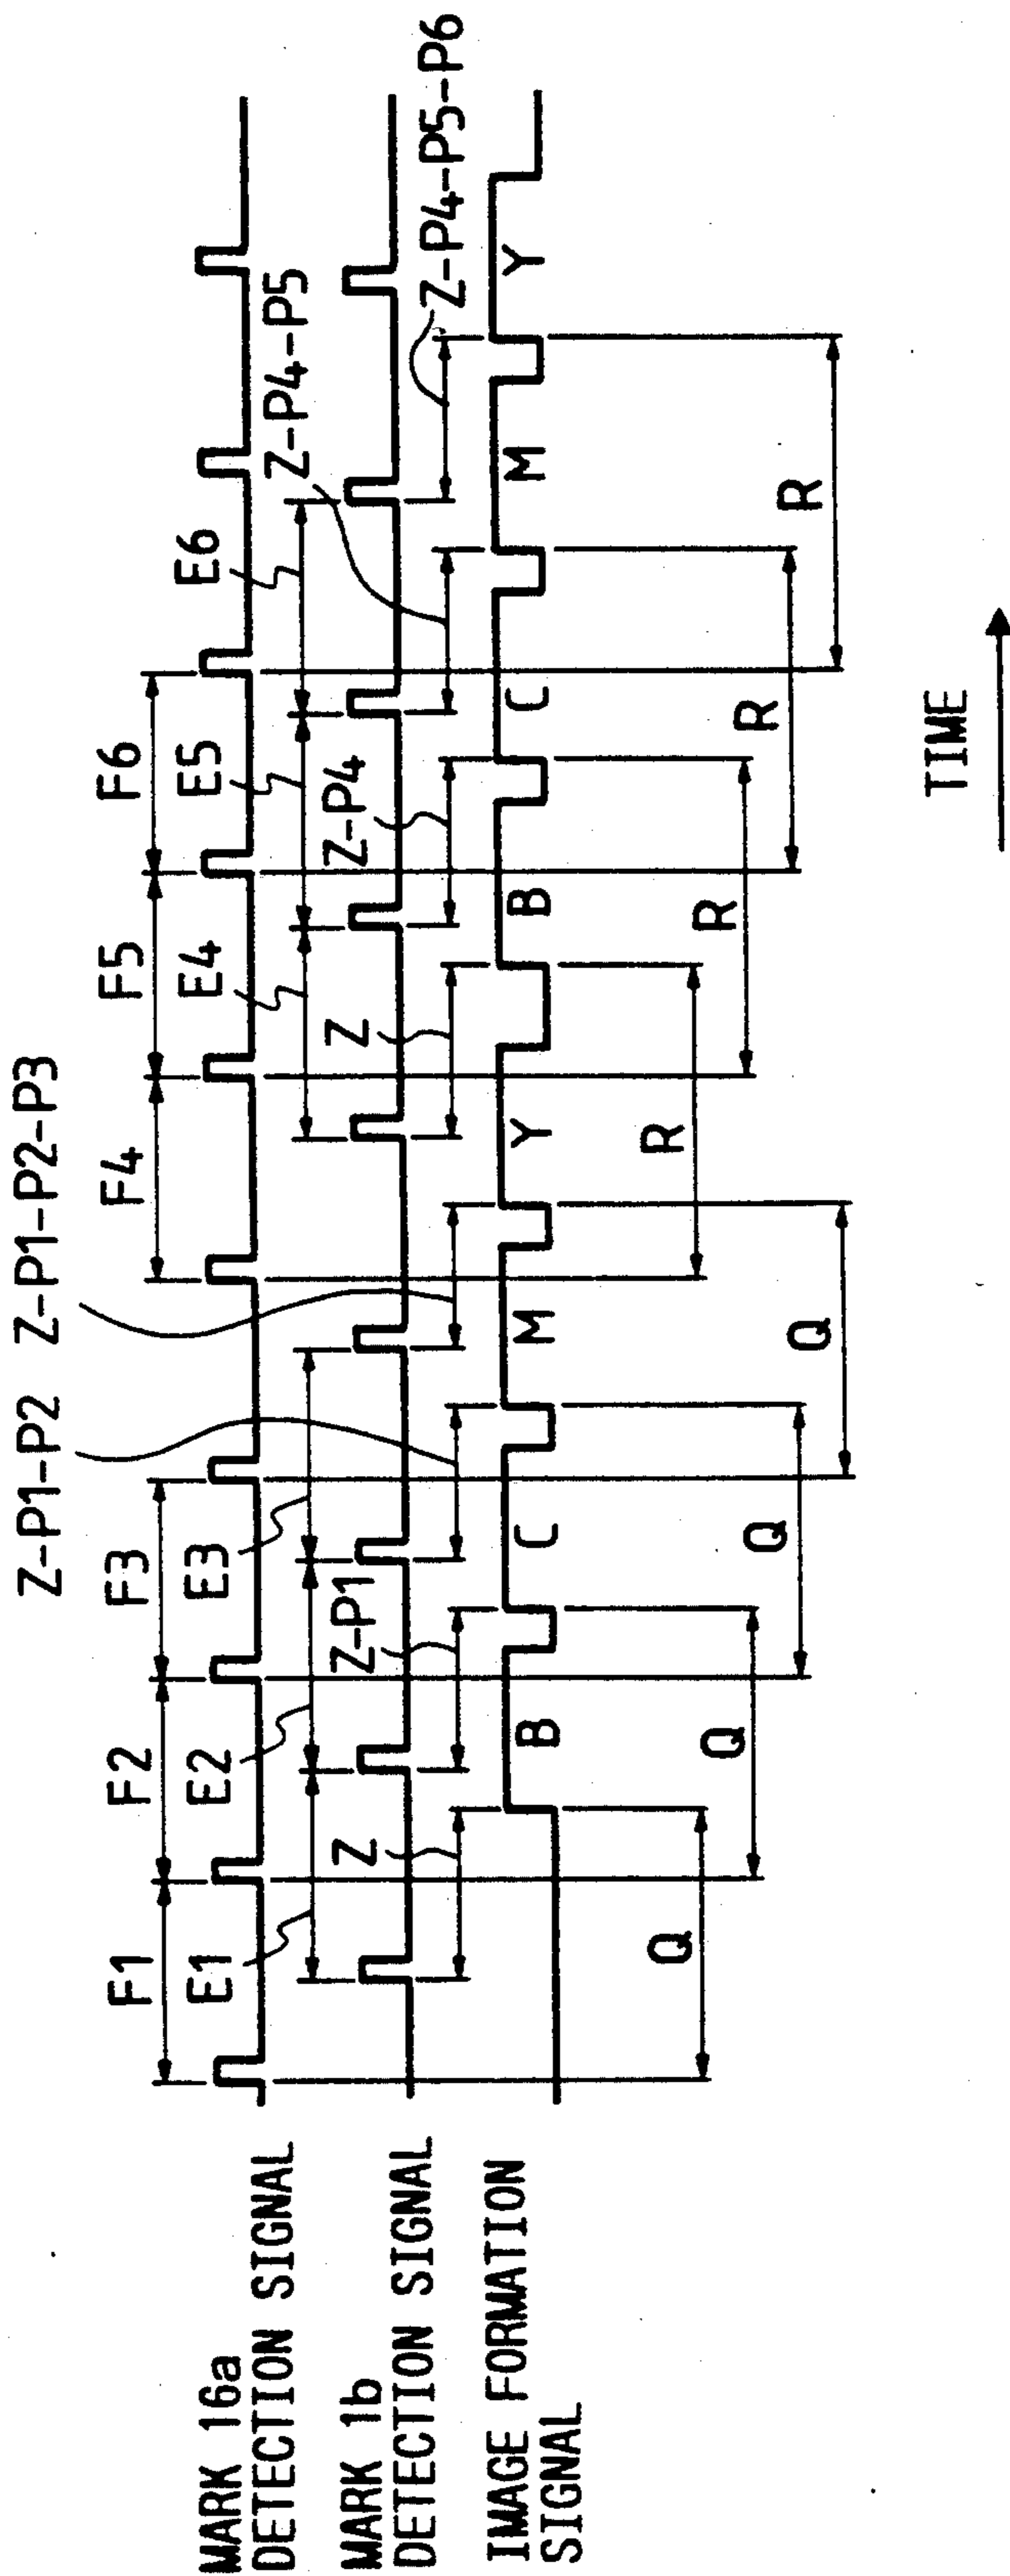 Z-P1-P2 Z-P1-P2-P3
F1 F2 F3 F4 F5 F6
MARK 16a
DETECTION SIGNAL
E1 E2 E3 E4 E5 E6
Z-P4-P5
MARK 1b
DETECTION SIGNAL
Z Z-P1 Z Z-P4
Z-P4-P5-P6
IMAGE FORMATION
SIGNAL
B C M Y B C M Y
Q Q Q Q
R R R R
TIME